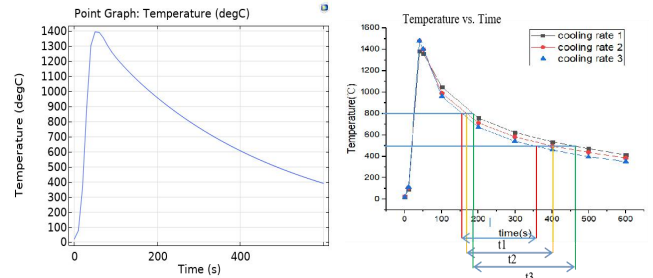 Point Graph: Temperature (degC)
Temperature (degC)
1400
1300
1200
1100
1000
900
800
700
600
500
400
300
200
100
0
0
200
400
Time (s)
Temperature vs. Time
cooling rate 1
cooling rate 2
cooling rate 3
Temperature(℃)
1600
1400
1200
1000
800
600
400
200
0
0
100
200
300
400
500
600
time(s)
t1
t2
t3